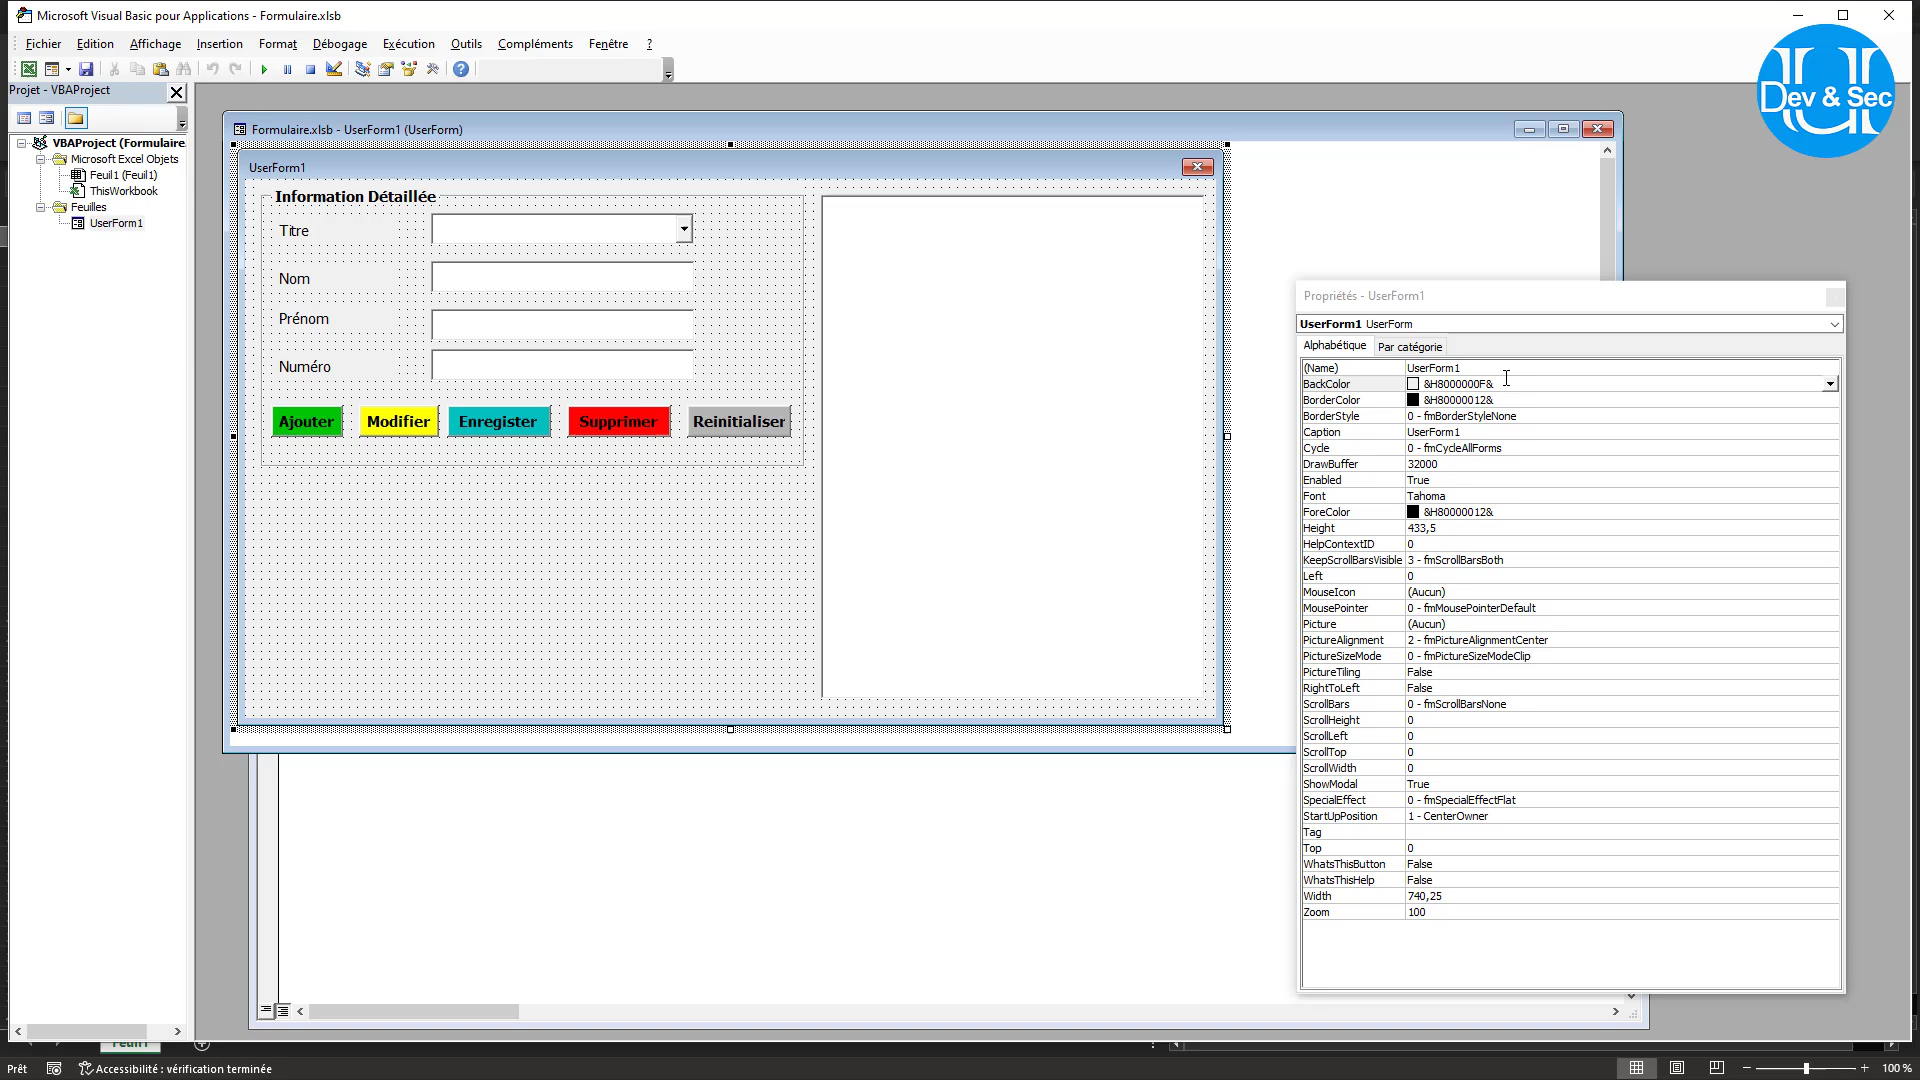 Microsoft Visual Basic pour Applications - Formulaire.xlsb
Fichier Edition Affichage Insertion Format Débogage Exécution Outils Compléments Fenêtre ?
Dev & Sec
Projet - VBAProject
VBAProject (Formulaire.
Microsoft Excel Objets
Feuil1 (Feuil1)
ThisWorkbook
Feuilles
UserForm1
Formulaire.xlsb - UserForm1 (UserForm)
UserForm1
Information Détaillée
Titre
Nom
Prénom
Numéro
Ajouter Modifier Enregister Supprimer Reinitialiser
Propriétés - UserForm1
UserForm1 UserForm
Alphabétique Par catégorie
(Name) UserForm1
BackColor &H8000000F&
BorderColor &H80000012&
BorderStyle 0 - fmBorderStyleNone
Caption UserForm1
Cycle 0 - fmCycleAllForms
DrawBuffer 32000
Enabled True
Font Tahoma
ForeColor &H80000012&
Height 433,5
HelpContextID 0
KeepScrollBarsVisible 3 - fmScrollBarsBoth
Left 0
MouseIcon (Aucun)
MousePointer 0 - fmMousePointerDefault
Picture (Aucun)
PictureAlignment 2 - fmPictureAlignmentCenter
PictureSizeMode 0 - fmPictureSizeModeClip
PictureTiling False
RightToLeft False
ScrollBars 0 - fmScrollBarsNone
ScrollHeight 0
ScrollLeft 0
ScrollTop 0
ScrollWidth 0
ShowModal True
SpecialEffect 0 - fmSpecialEffectFlat
StartUpPosition 1 - CenterOwner
Tag
Top 0
WhatsThisButton False
WhatsThisHelp False
Width 740,25
Zoom 100
Feuil1
Prêt Accessibilité : vérification terminée 100 %